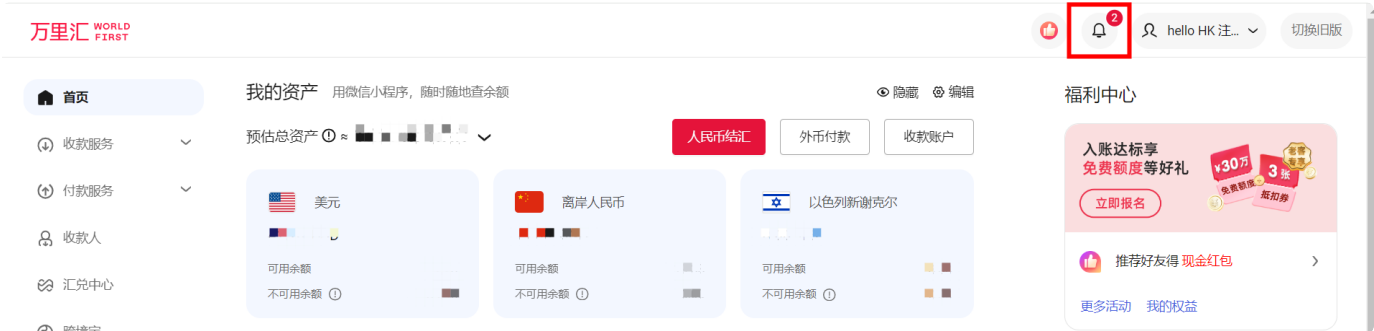 万里汇 WORLD FIRST
2
hello HK 注...
切换旧版
首页
收款服务
付款服务
收款人
汇兑中心
跨境宝
我的资产 用微信小程序，随时随地查余额
隐藏 编辑
预估总资产 ≈
人民币结汇 外币付款 收款账户
美元
可用余额
不可用余额
离岸人民币
可用余额
不可用余额
以色列新谢克尔
可用余额
不可用余额
福利中心
入账达标享
免费额度等好礼
立即报名
¥30万
免费额度
3张
抵扣券
老客专享
推荐好友得 现金红包
更多活动 我的权益